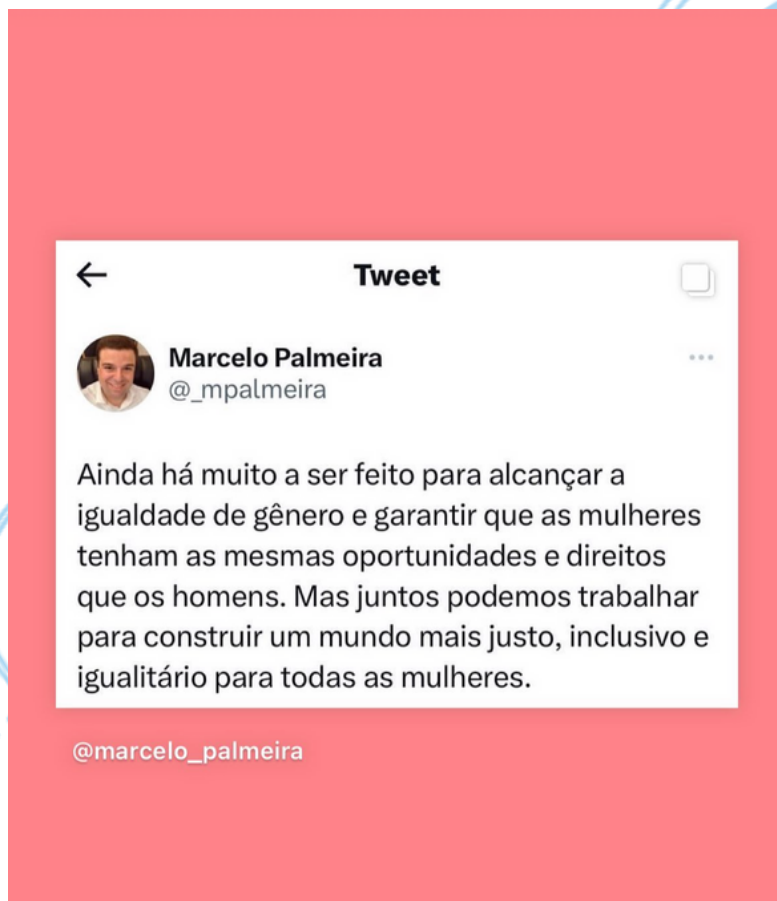 Tweet
Marcelo Palmeira
@_mpalmeira
Ainda há muito a ser feito para alcançar a
igualdade de gênero e garantir que as mulheres
tenham as mesmas oportunidades e direitos
que os homens. Mas juntos podemos trabalhar
para construir um mundo mais justo, inclusivo e
igualitário para todas as mulheres.
@marcelo_palmeira